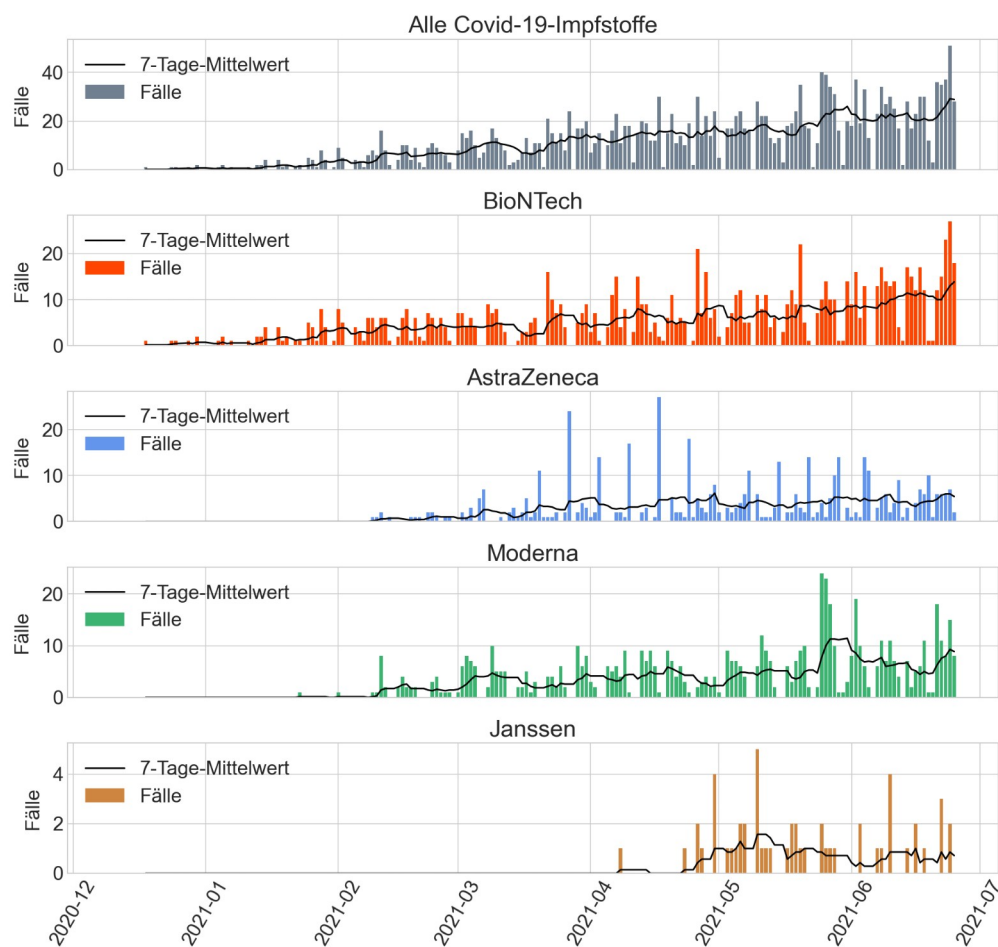 Alle Covid-19-Impfstoffe
Fälle
40
20
0
7-Tage-Mittelwert
Fälle
BioNTech
Fälle
20
10
0
7-Tage-Mittelwert
Fälle
AstraZeneca
Fälle
20
10
0
7-Tage-Mittelwert
Fälle
Moderna
Fälle
20
10
0
7-Tage-Mittelwert
Fälle
Janssen
Fälle
4
2
0
7-Tage-Mittelwert
Fälle
2020-12
2021-01
2021-02
2021-03
2021-04
2021-05
2021-06
2021-07